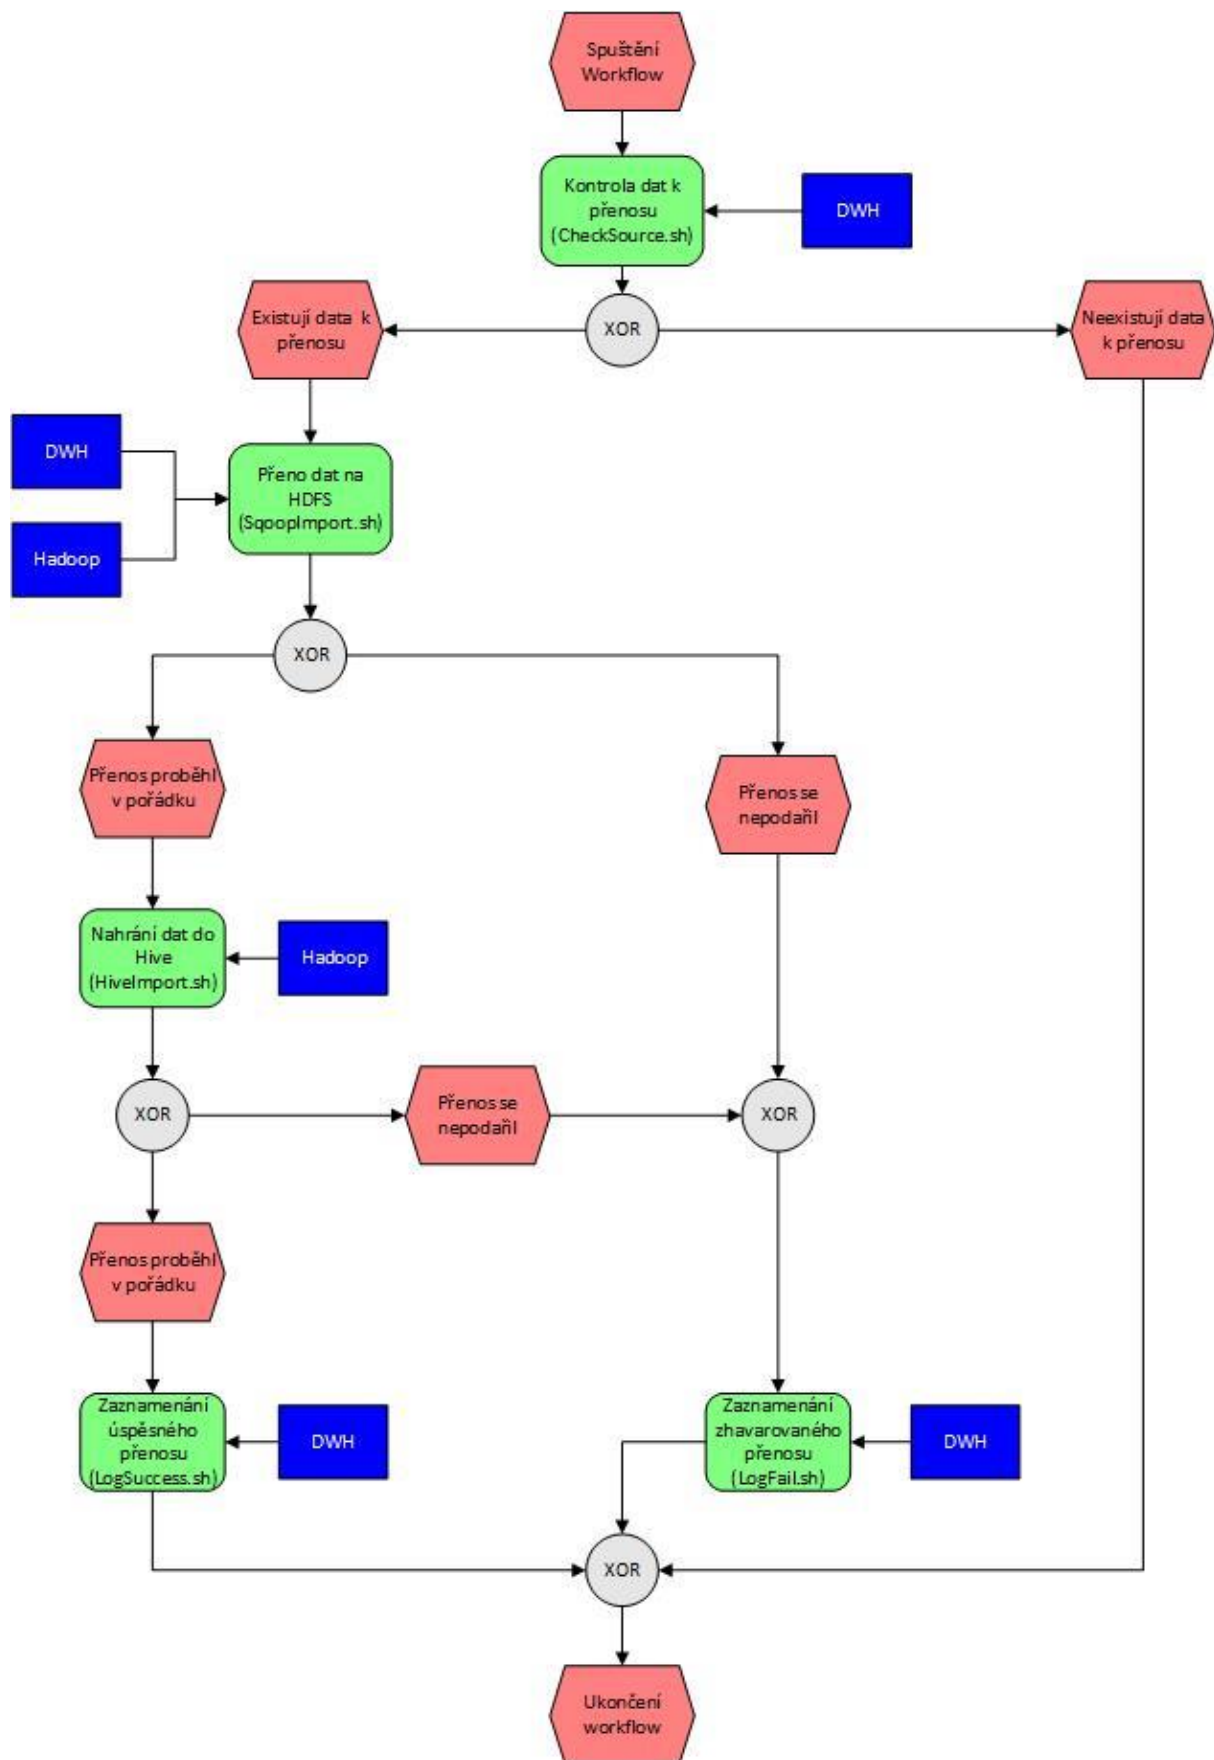 Spuštění
Workflow
Kontrola dat k
přenosu
(CheckSource.sh)
DWH
Existují data k
přenosu
XOR
Neexistují data
k přenosu
DWH
Hadoop
Přeno dat na
HDFS
(SqoopImport.sh)
XOR
Přenos proběhl
v pořádku
Přenos se
nepodařil
Nahrání dat do
Hive
(HiveImport.sh)
Hadoop
XOR
Přenos se
nepodařil
XOR
Přenos proběhl
v pořádku
Zaznamenání
úspěsného
přenosu
(LogSuccess.sh)
DWH
Zaznamenání
zhavarovaného
přenosu
(LogFail.sh)
DWH
XOR
Ukončení
workflow